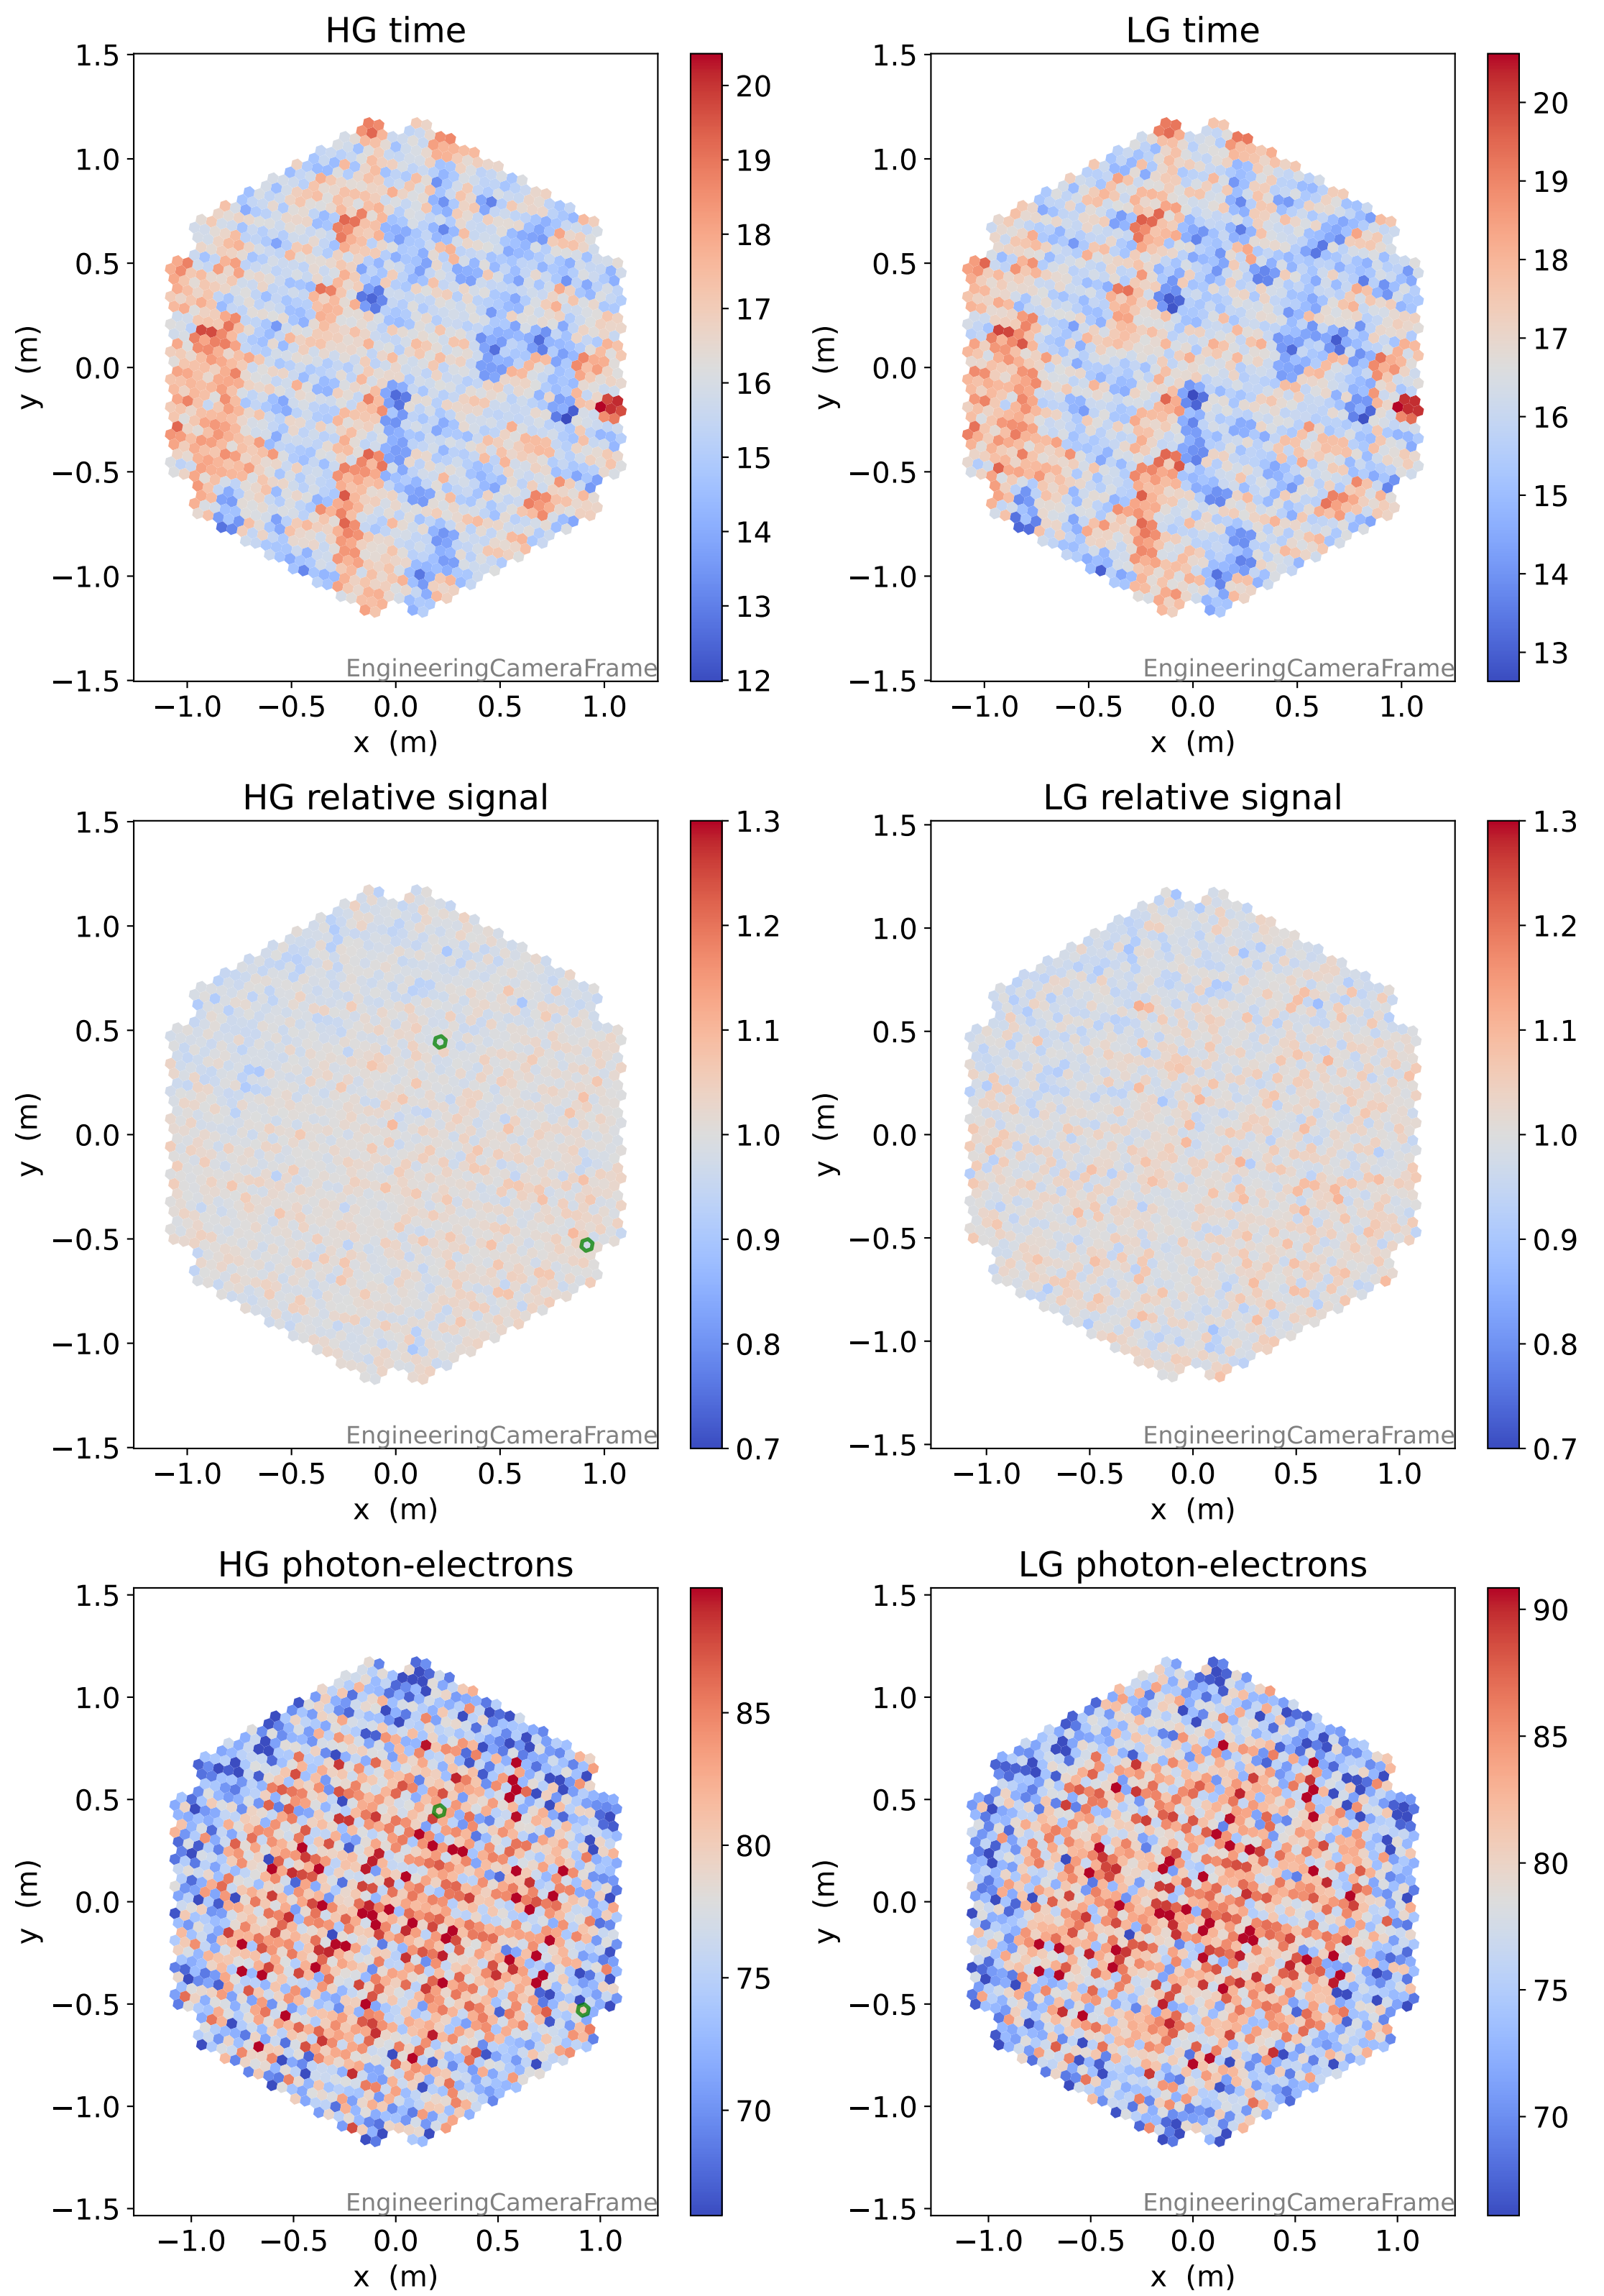 HG time
LG time
1.5
1.0
0.5
0.0
−0.5
−1.0
−1.5
y (m)
−1.0 −0.5 0.0 0.5 1.0
x (m)
EngineeringCameraFrame
20
19
18
17
16
15
14
13
12
1.5
1.0
0.5
0.0
−0.5
−1.0
−1.5
y (m)
−1.0 −0.5 0.0 0.5 1.0
x (m)
EngineeringCameraFrame
20
19
18
17
16
15
14
13
HG relative signal
LG relative signal
1.5
1.0
0.5
0.0
−0.5
−1.0
−1.5
y (m)
−1.0 −0.5 0.0 0.5 1.0
x (m)
EngineeringCameraFrame
1.3
1.2
1.1
1.0
0.9
0.8
0.7
1.5
1.0
0.5
0.0
−0.5
−1.0
−1.5
y (m)
−1.0 −0.5 0.0 0.5 1.0
x (m)
EngineeringCameraFrame
1.3
1.2
1.1
1.0
0.9
0.8
0.7
HG photon-electrons
LG photon-electrons
1.5
1.0
0.5
0.0
−0.5
−1.0
−1.5
y (m)
−1.0 −0.5 0.0 0.5 1.0
x (m)
EngineeringCameraFrame
85
80
75
70
1.5
1.0
0.5
0.0
−0.5
−1.0
−1.5
y (m)
−1.0 −0.5 0.0 0.5 1.0
x (m)
EngineeringCameraFrame
90
85
80
75
70